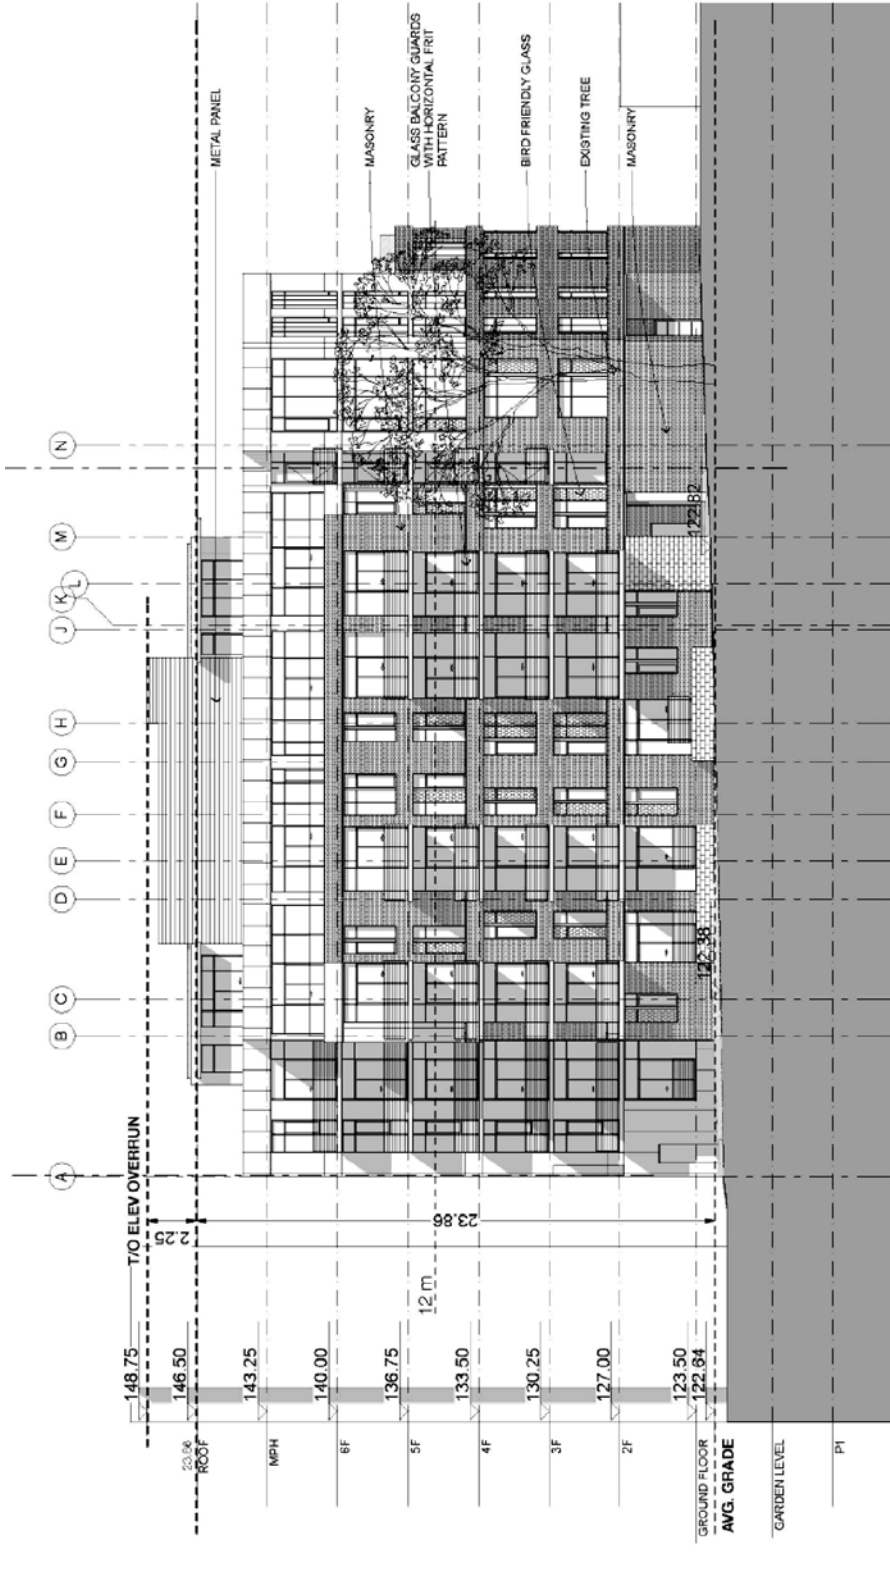 N
M
L
K
J
H
G
F
E
D
C
B
A
METAL PANEL
MASONRY
GLASS BALCONY GUARDS
WITH HORIZONTAL FRIT
PATTERN
BIRD FRIENDLY GLASS
EXISTING TREE
MASONRY
122.82
122.38
T/O ELEV OVERRUN
2.25
23.86
12 m
148.75
146.50
143.25
140.00
136.75
133.50
130.25
127.00
123.50
122.64
23.86
ROOF
MPH
6F
5F
4F
3F
2F
GROUND FLOOR
AVG. GRADE
GARDEN LEVEL
P1